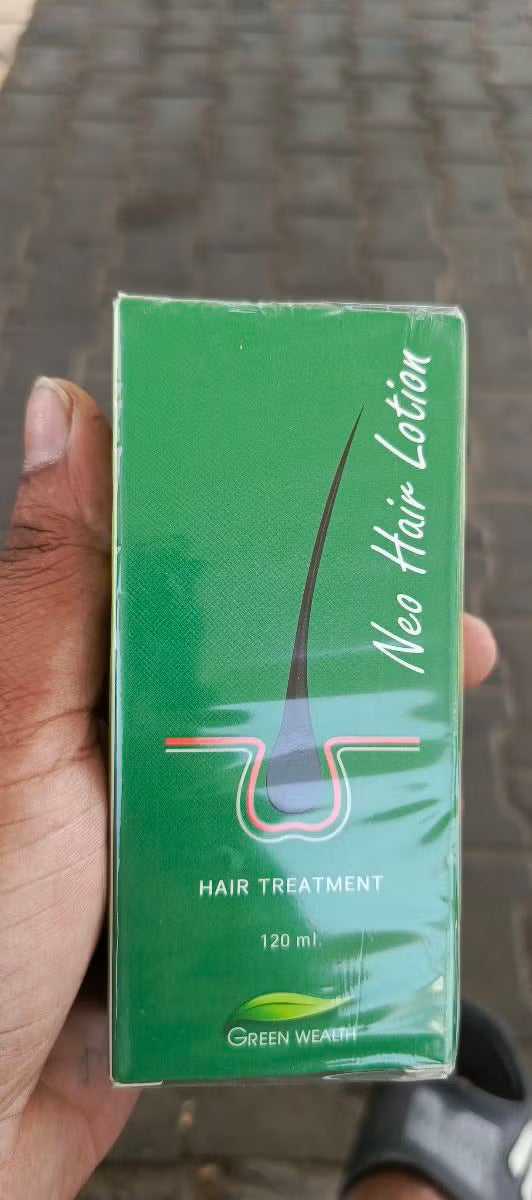 Neo Hair Lotion
HAIR TREATMENT
120 ml.
GREEN WEALTH